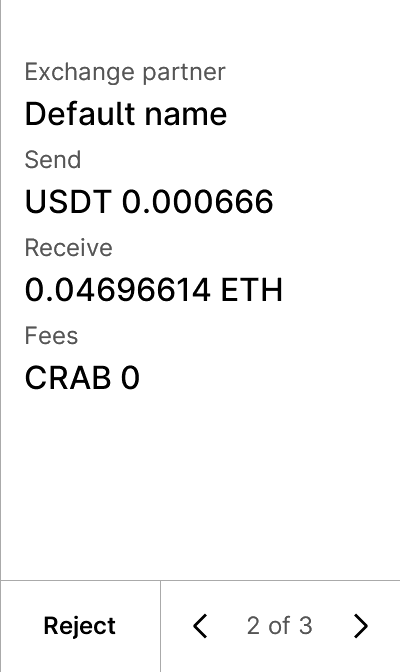 Exchange partner
Default name
Send
USDT 0.000666
Receive
0.04696614 ETH
Fees
CRAB 0
Reject
2 of 3